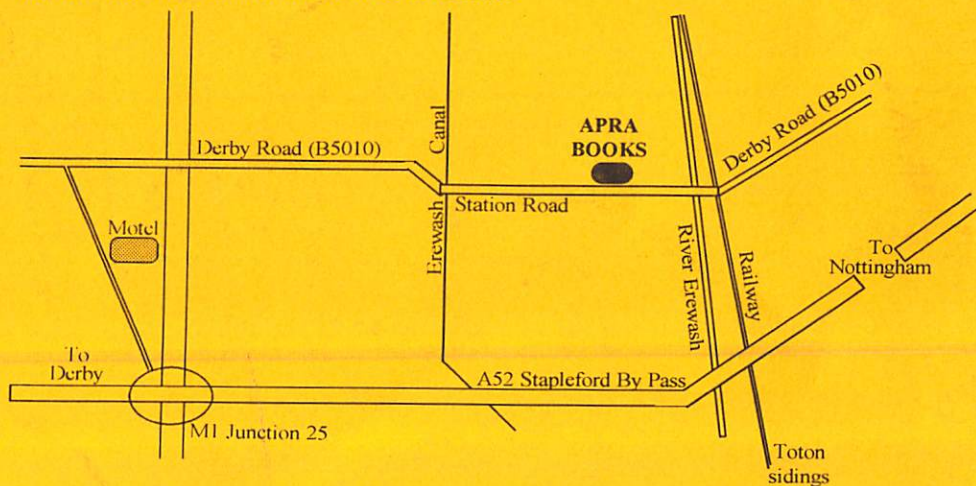 Derby Road (B5010)
Canal
APRA
BOOKS
Derby Road (B5010)
Station Road
Motel
Erewash
River Erewash
Railway
To
Nottingham
To
Derby
A52 Stapleford By Pass
M1 Junction 25
Toton
sidings